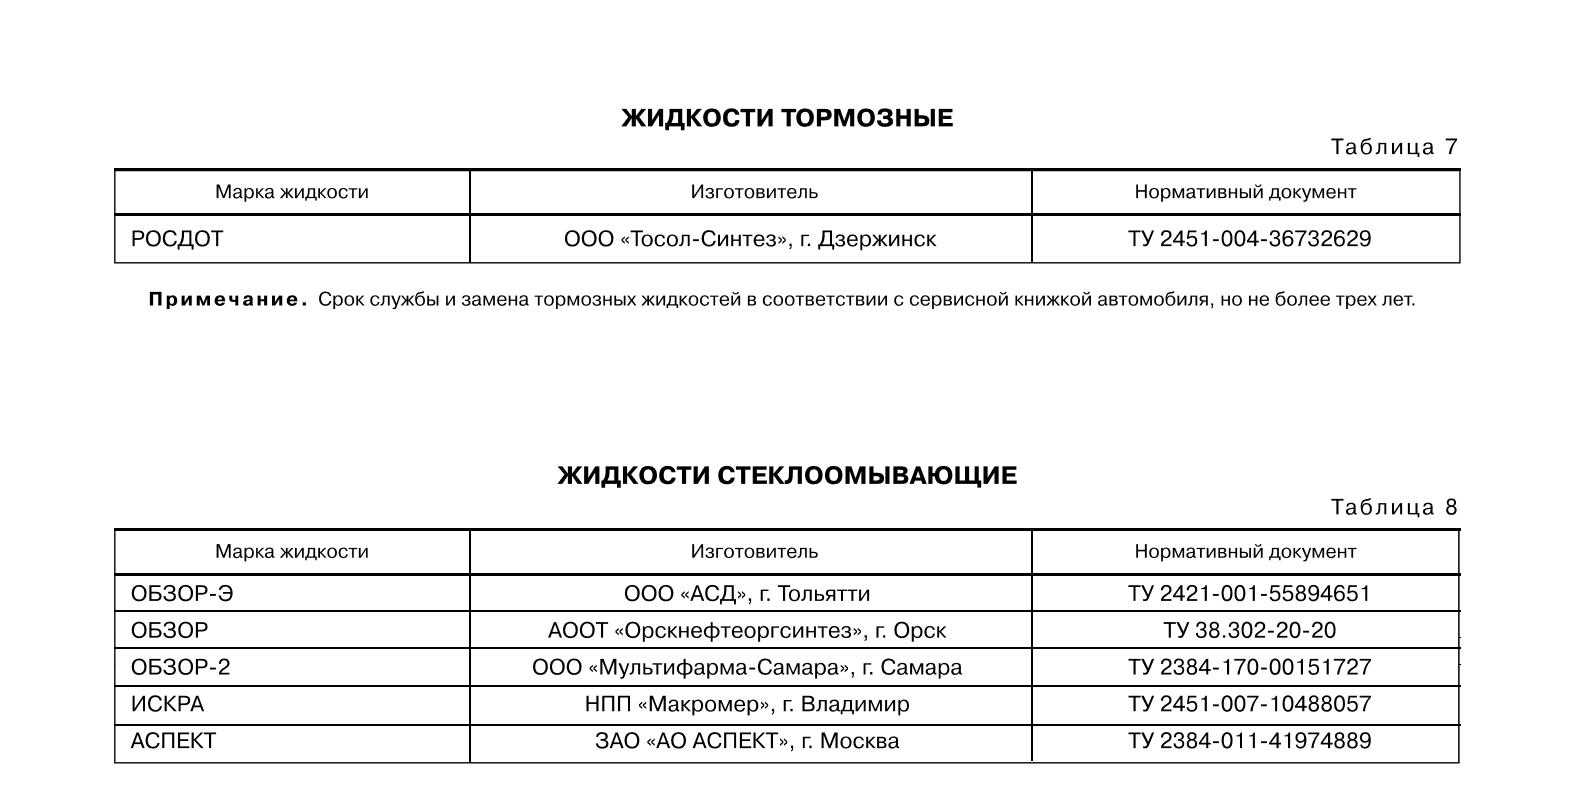 ЖИДКОСТИ ТОРМОЗНЫЕ
Таблица 7
Марка жидкости Изготовитель Нормативный документ
РОСДОТ ООО «Тосол-Синтез», г. Дзержинск ТУ 2451-004-36732629
Примечание. Срок службы и замена тормозных жидкостей в соответствии с сервисной книжкой автомобиля, но не более трех лет.
ЖИДКОСТИ СТЕКЛООМЫВАЮЩИЕ
Таблица 8
Марка жидкости Изготовитель Нормативный документ
ОБЗОР-Э ООО «АСД», г. Тольятти ТУ 2421-001-55894651
ОБЗОР АООТ «Орскнефтеоргсинтез», г. Орск ТУ 38.302-20-20
ОБЗОР-2 ООО «Мультифарма-Самара», г. Самара ТУ 2384-170-00151727
ИСКРА НПП «Макромер», г. Владимир ТУ 2451-007-10488057
АСПЕКТ ЗАО «АО АСПЕКТ», г. Москва ТУ 2384-011-41974889